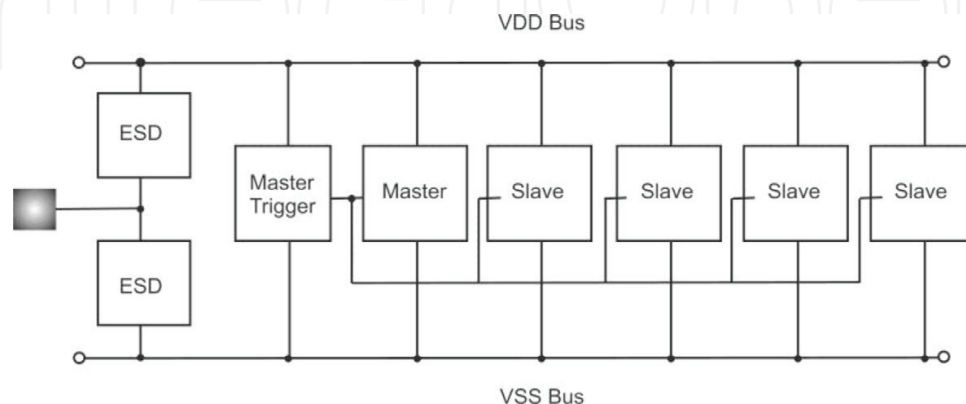 VDD Bus
ESD
Master
Trigger
Master
Slave
Slave
Slave
Slave
ESD
VSS Bus